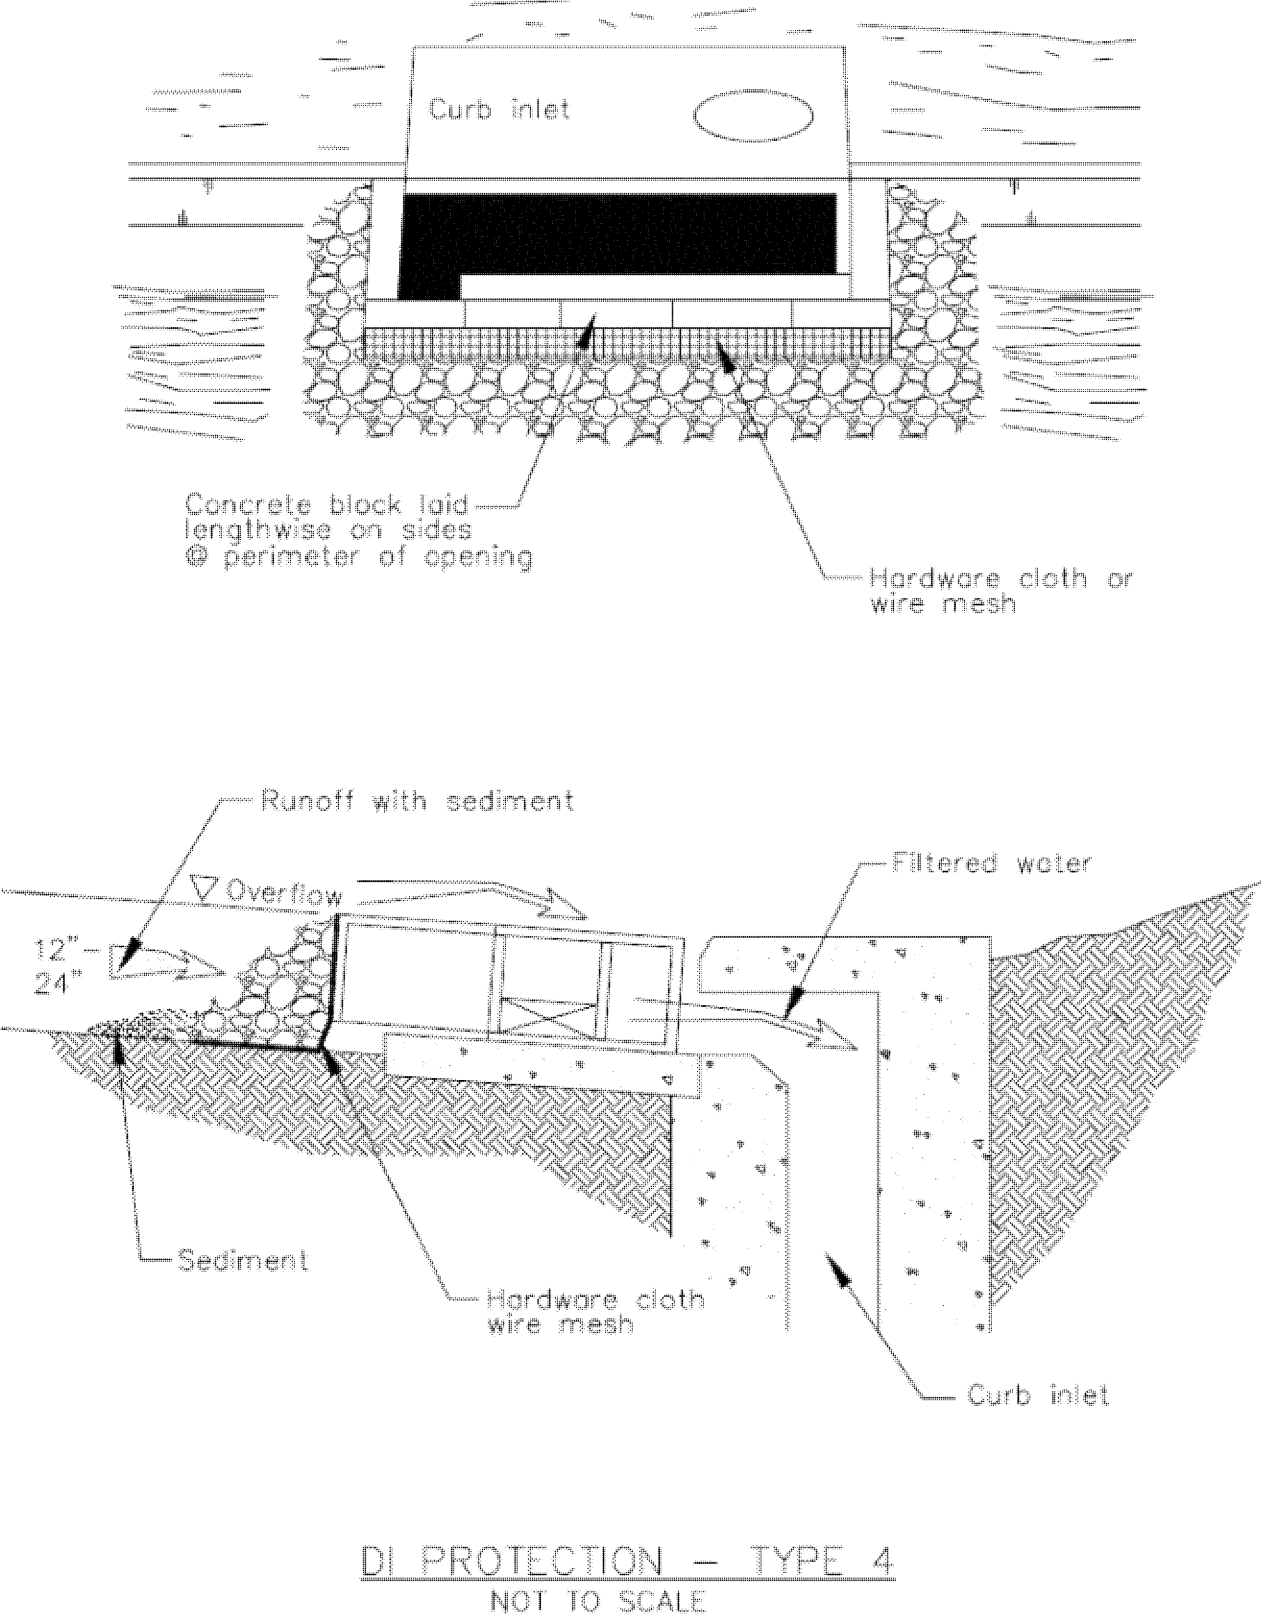 Curb inlet
Concrete block laid
lengthwise on sides
@ perimeter of opening
Hardware cloth or
wire mesh
Runoff with sediment
Filtered water
Overflow
12"-
24"
Sediment
Hardware cloth
wire mesh
Curb inlet
DI PROTECTION - TYPE 4
NOT TO SCALE